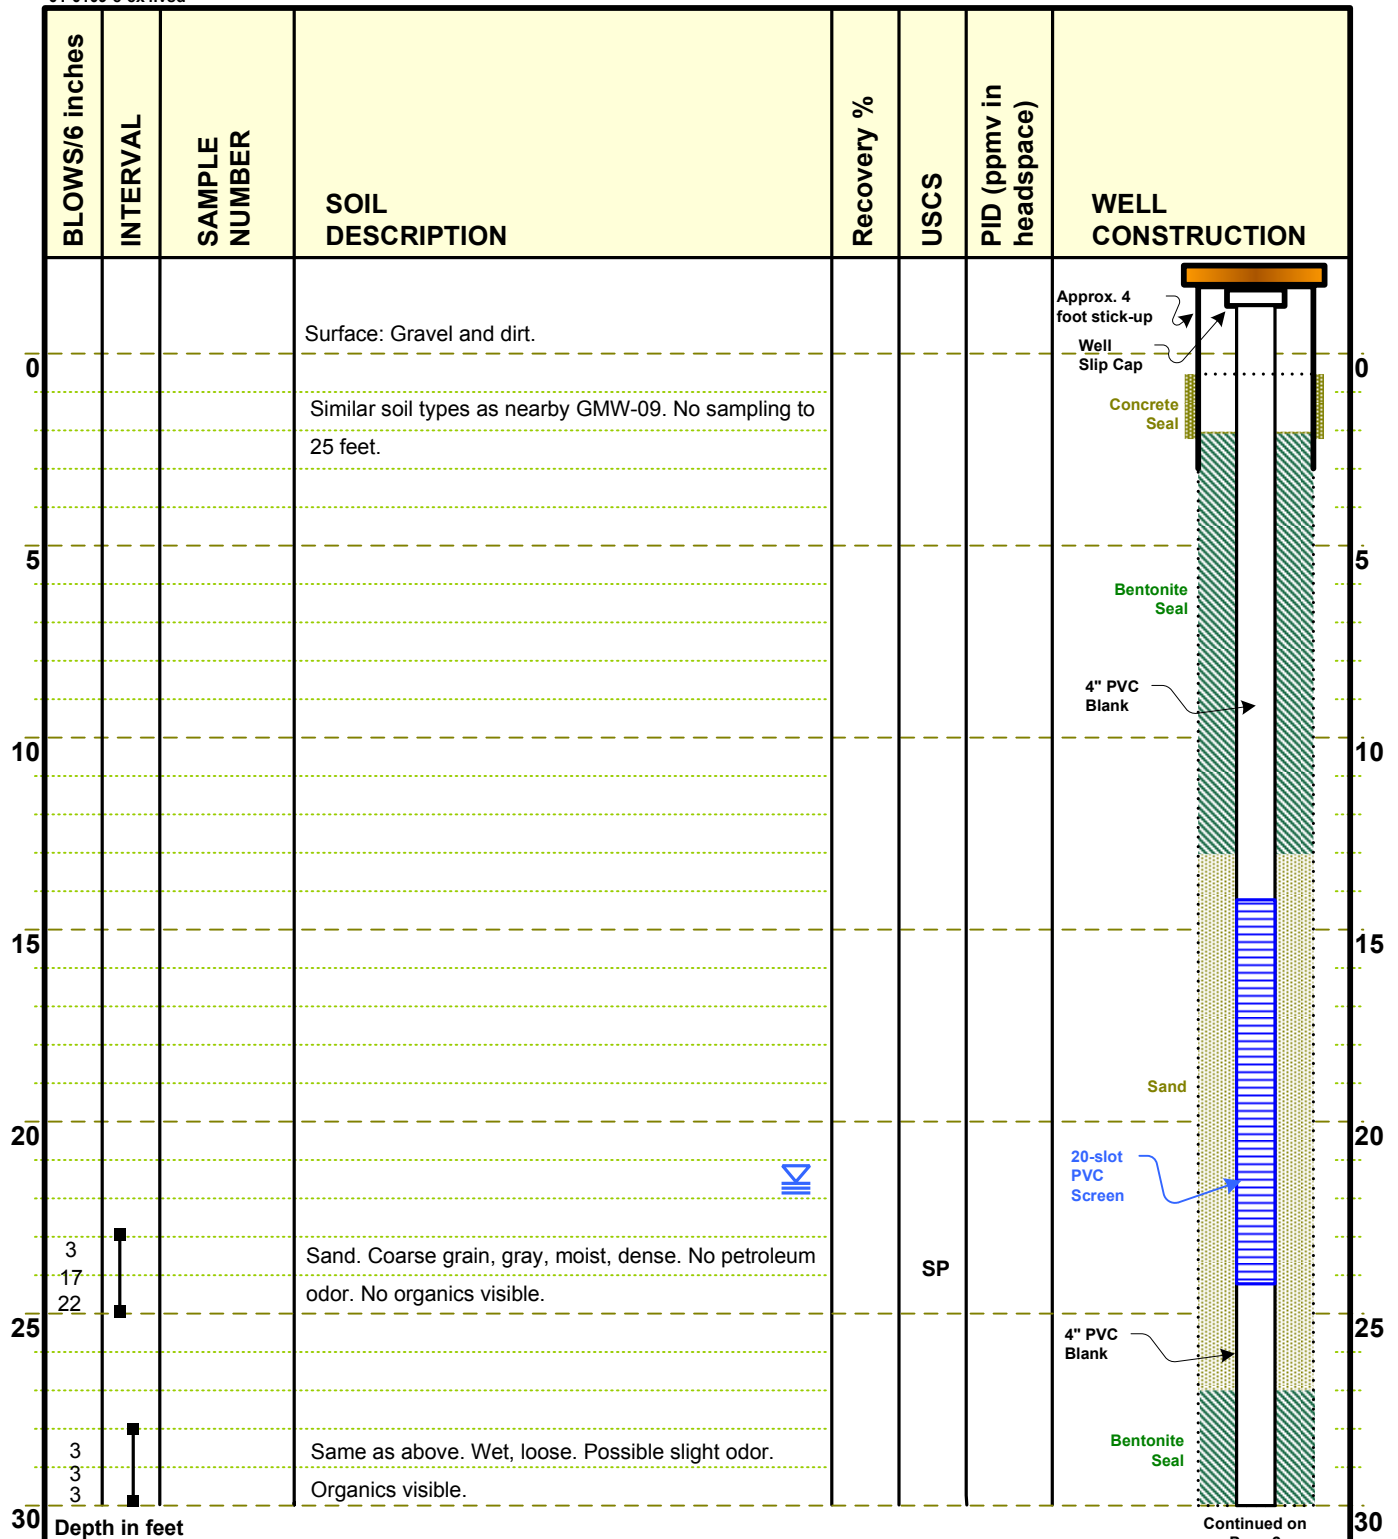 BLOWS/6 inches
INTERVAL
SAMPLE
NUMBER
SOIL
DESCRIPTION
Recovery %
USCS
PID (ppmv in
headspace)
WELL
CONSTRUCTION
Approx. 4
foot stick-up
Surface: Gravel and dirt.
Well
Slip Cap
0
0
Similar soil types as nearby GMW-09. No sampling to
25 feet.
Concrete
Seal
5
5
Bentonite
Seal
4" PVC
Blank
10
10
15
15
Sand
20
20
20-slot
PVC
Screen
3
17
22
Sand. Coarse grain, gray, moist, dense. No petroleum
odor. No organics visible.
SP
25
25
4" PVC
Blank
3
3
3
Same as above. Wet, loose. Possible slight odor.
Organics visible.
Bentonite
Seal
30
Depth in feet
Continued on
30